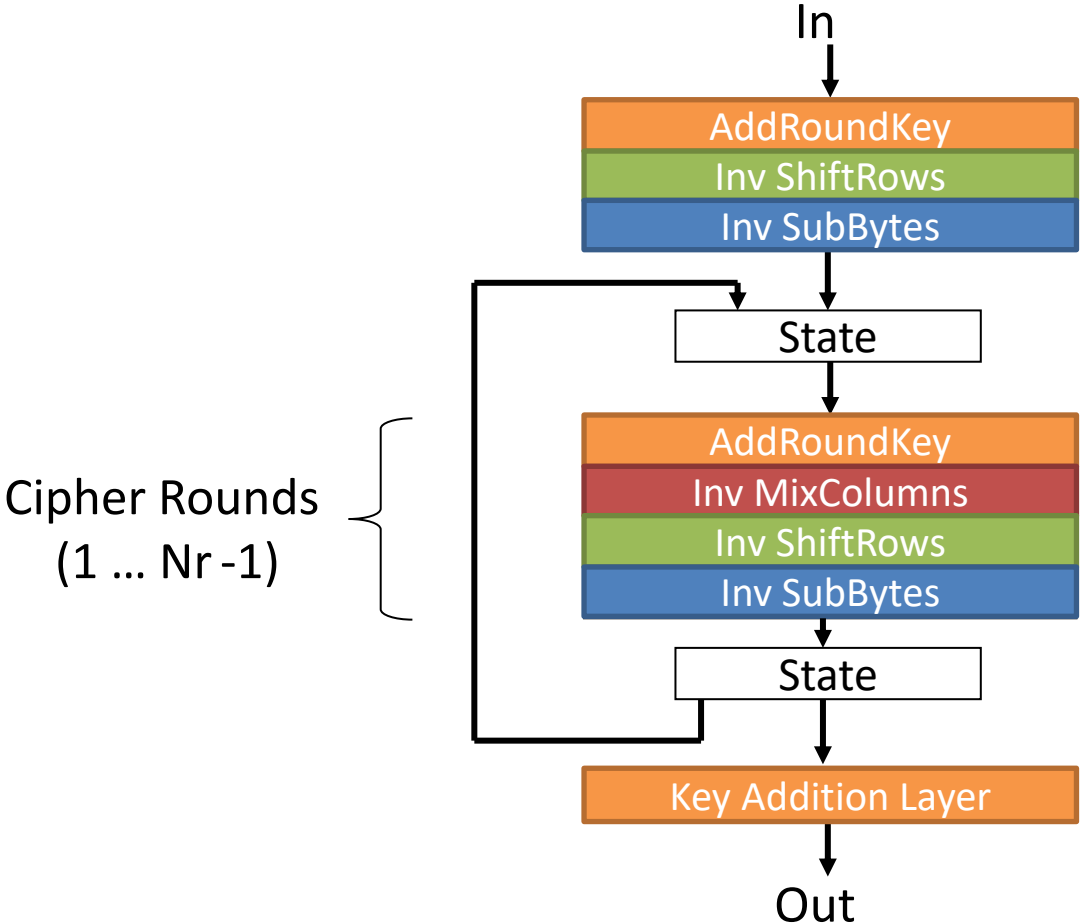 In
AddRoundKey
Inv ShiftRows
Inv SubBytes
State
AddRoundKey
Inv MixColumns
Cipher Rounds
(1 ... Nr -1)
Inv ShiftRows
Inv SubBytes
State
Key Addition Layer
Out